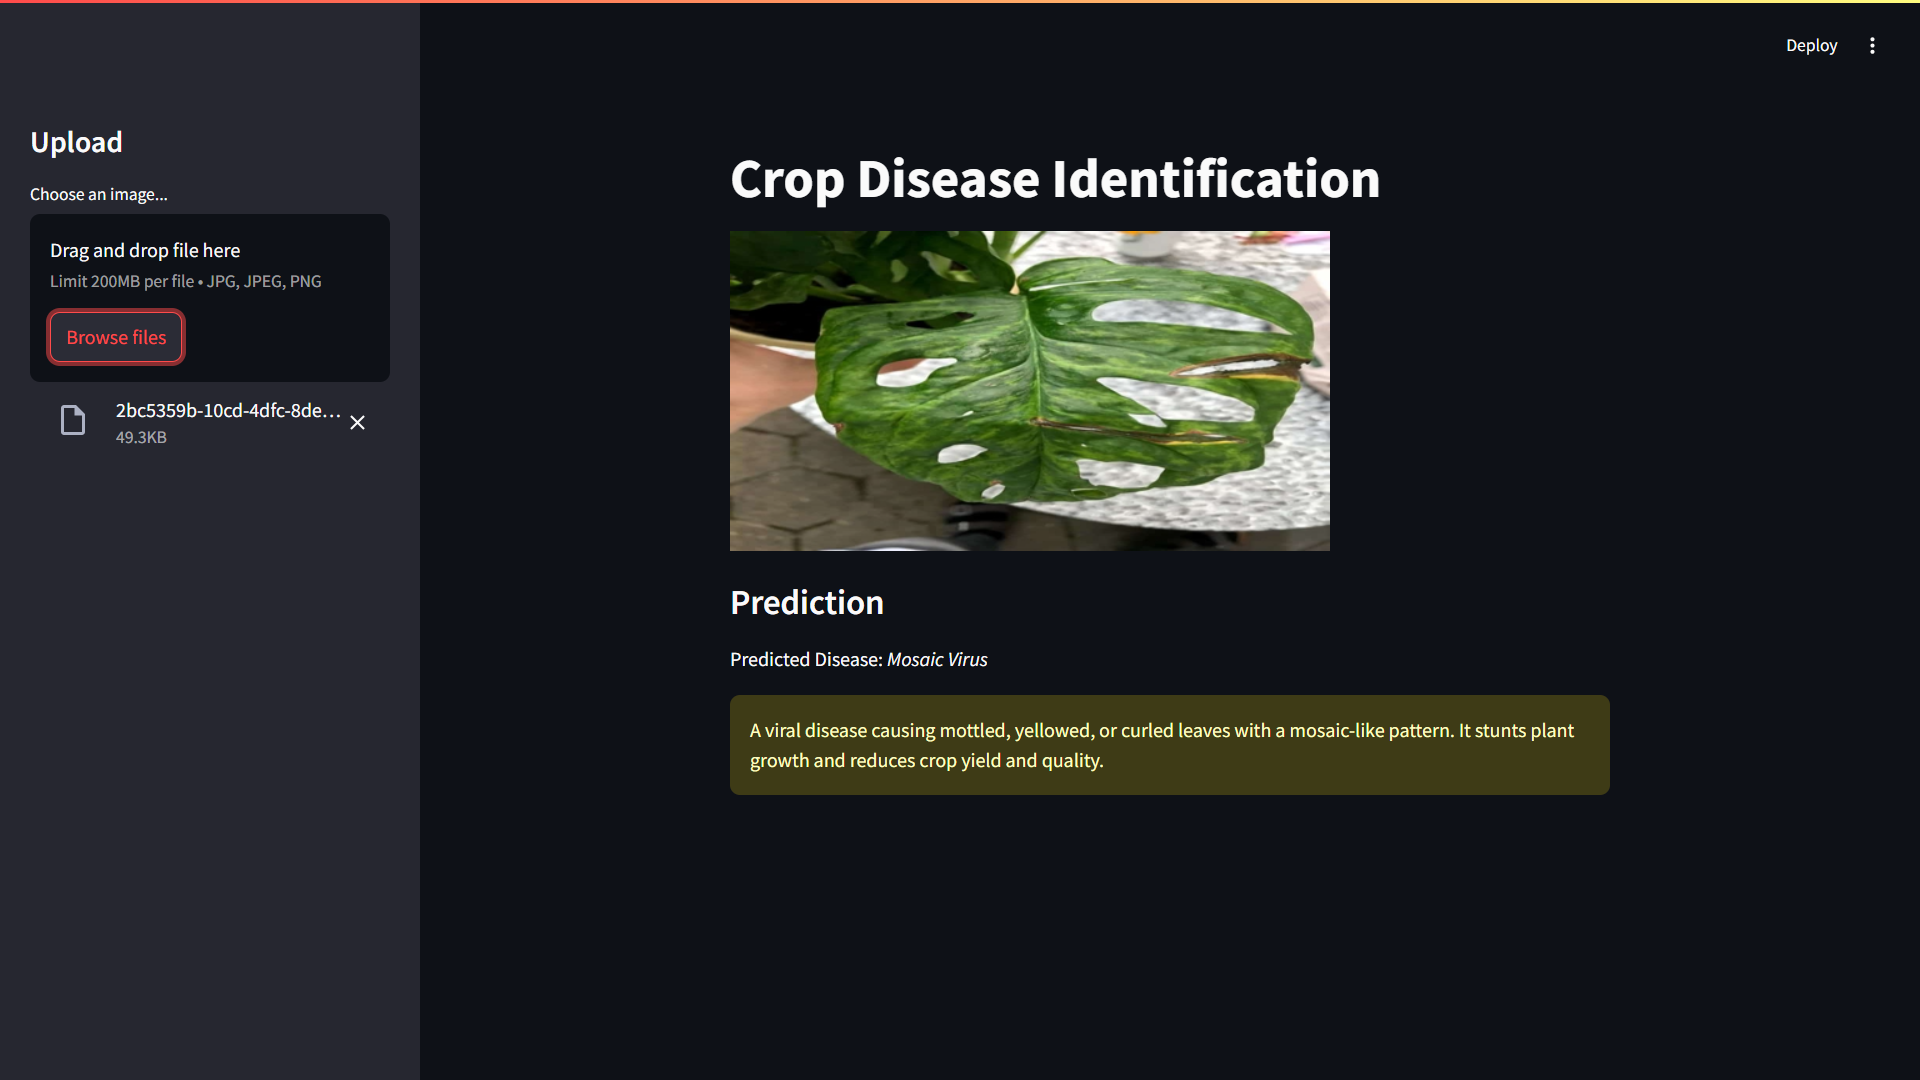 Deploy
Upload
Choose an image...
Drag and drop file here
Limit 200MB per file • JPG, JPEG, PNG
Browse files
2bc5359b-10cd-4dfc-8de...
49.3KB
Crop Disease Identification
Prediction
Predicted Disease: Mosaic Virus
A viral disease causing mottled, yellowed, or curled leaves with a mosaic-like pattern. It stunts plant
growth and reduces crop yield and quality.